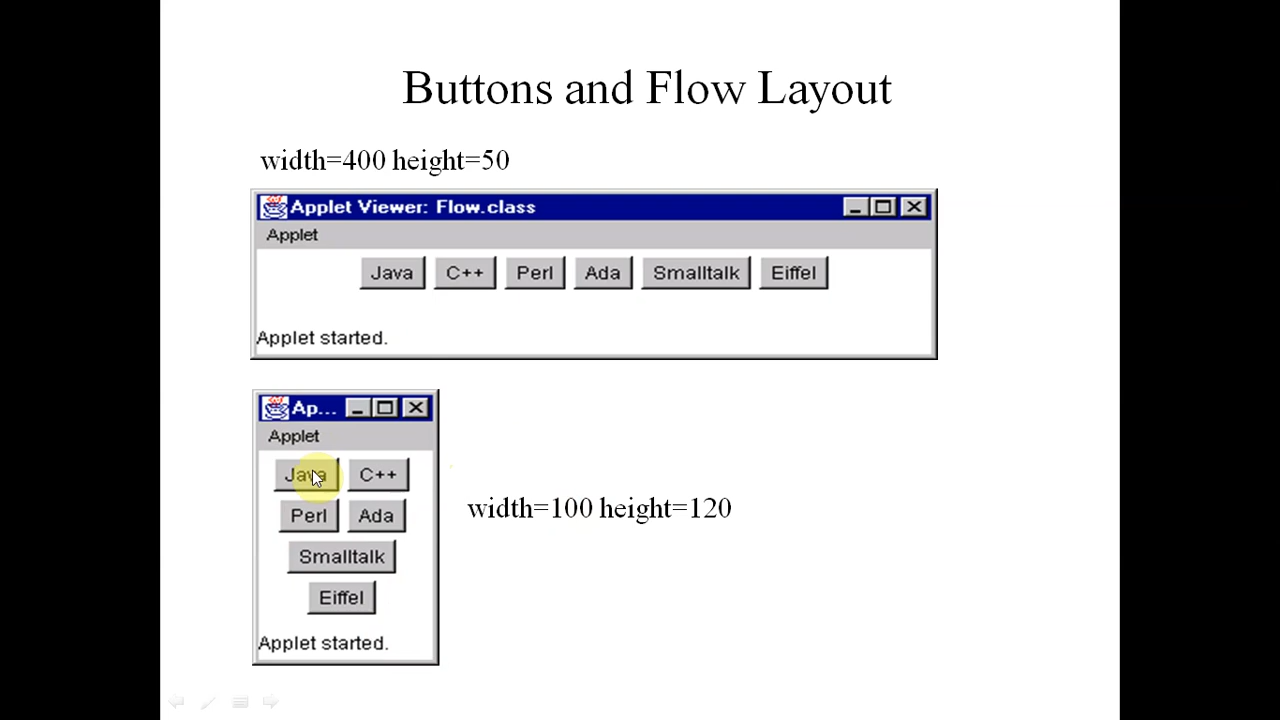 Buttons and Flow Layout
width=400 height=50
Applet Viewer: Flow.class
Applet
Java C++ Perl Ada Smalltalk Eiffel
Applet started.
Ap...
Applet
Java C++
Perl Ada
Smalltalk
Eiffel
Applet started.
width=100 height=120